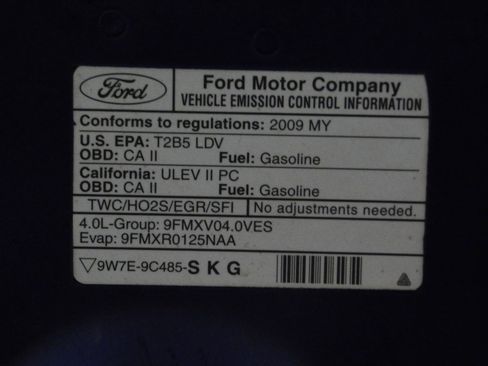 Ford
Ford Motor Company
VEHICLE EMISSION CONTROL INFORMATION
Conforms to regulations: 2009 MY
U.S. EPA: T2B5 LDV
OBD: CA II Fuel: Gasoline
California: ULEV II PC
OBD: CA II Fuel: Gasoline
TWC/HO2S/EGR/SFI No adjustments needed.
4.0L-Group: 9FMXV04.0VES
Evap: 9FMXR0125NAA
9W7E-9C485-S K G